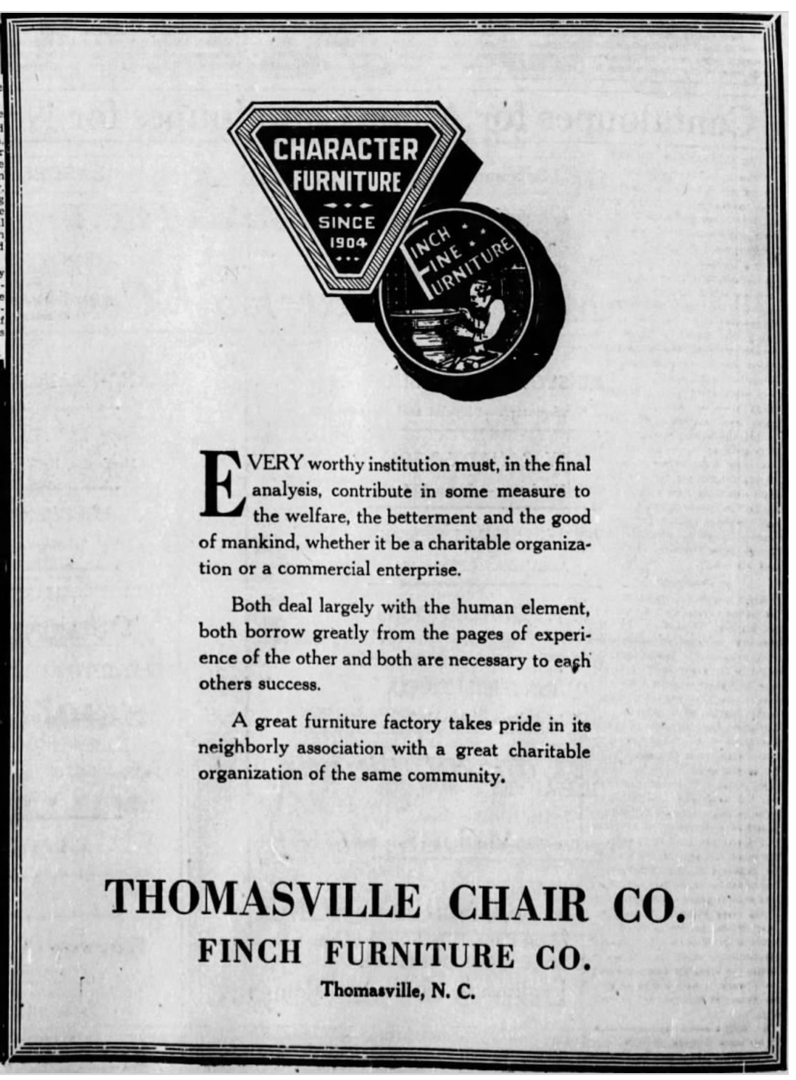 CHARACTER
FURNITURE
SINCE
1904
FINCH
FINE
FURNITURE
EVERY worthy institution must, in the final
analysis, contribute in some measure to
the welfare, the betterment and the good
of mankind, whether it be a charitable organiza-
tion or a commercial enterprise.
Both deal largely with the human element,
both borrow greatly from the pages of experi-
ence of the other and both are necessary to each
others success.
A great furniture factory takes pride in its
neighborly association with a great charitable
organization of the same community.
THOMASVILLE CHAIR CO.
FINCH FURNITURE CO.
Thomasville, N. C.